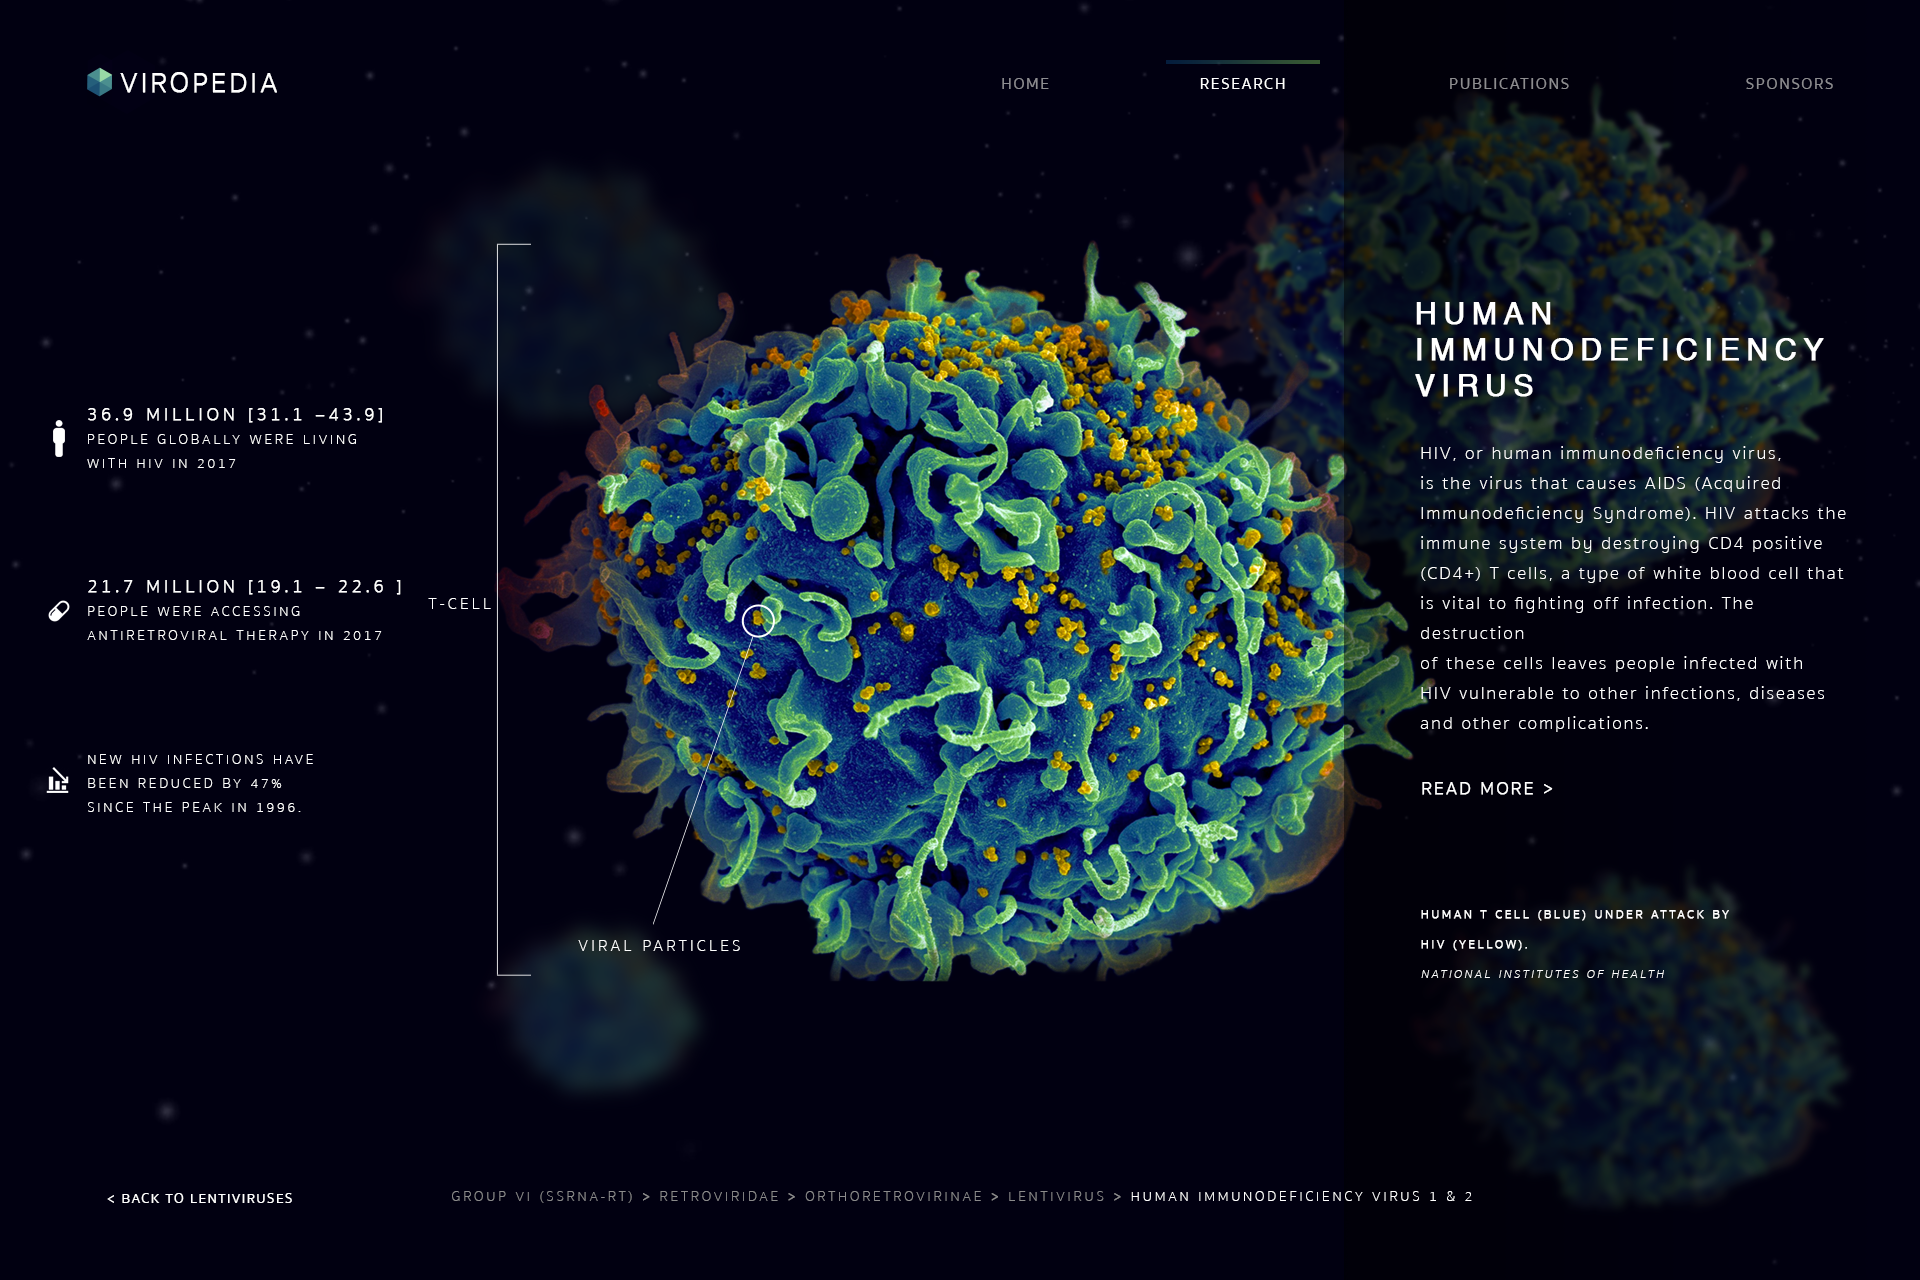 VIROPEDIA
HOME
RESEARCH
PUBLICATIONS
SPONSORS
36.9 MILLION [31.1 –43.9]
PEOPLE GLOBALLY WERE LIVING
WITH HIV IN 2017
21.7 MILLION [19.1 – 22.6 ]
PEOPLE WERE ACCESSING
ANTIRETROVIRAL THERAPY IN 2017
NEW HIV INFECTIONS HAVE
BEEN REDUCED BY 47%
SINCE THE PEAK IN 1996.
T-CELL
VIRAL PARTICLES
HUMAN
IMMUNODEFICIENCY
VIRUS
HIV, or human immunodeficiency virus,
is the virus that causes AIDS (Acquired
Immunodeficiency Syndrome). HIV attacks the
immune system by destroying CD4 positive
(CD4+) T cells, a type of white blood cell that
is vital to fighting off infection. The
destruction
of these cells leaves people infected with
HIV vulnerable to other infections, diseases
and other complications.
READ MORE >
HUMAN T CELL (BLUE) UNDER ATTACK BY
HIV (YELLOW).
NATIONAL INSTITUTES OF HEALTH
< BACK TO LENTIVIRUSES
GROUP VI (SSRNA-RT) > RETROVIRIDAE > ORTHORETROVIRINAE > LENTIVIRUS > HUMAN IMMUNODEFICIENCY VIRUS 1 & 2